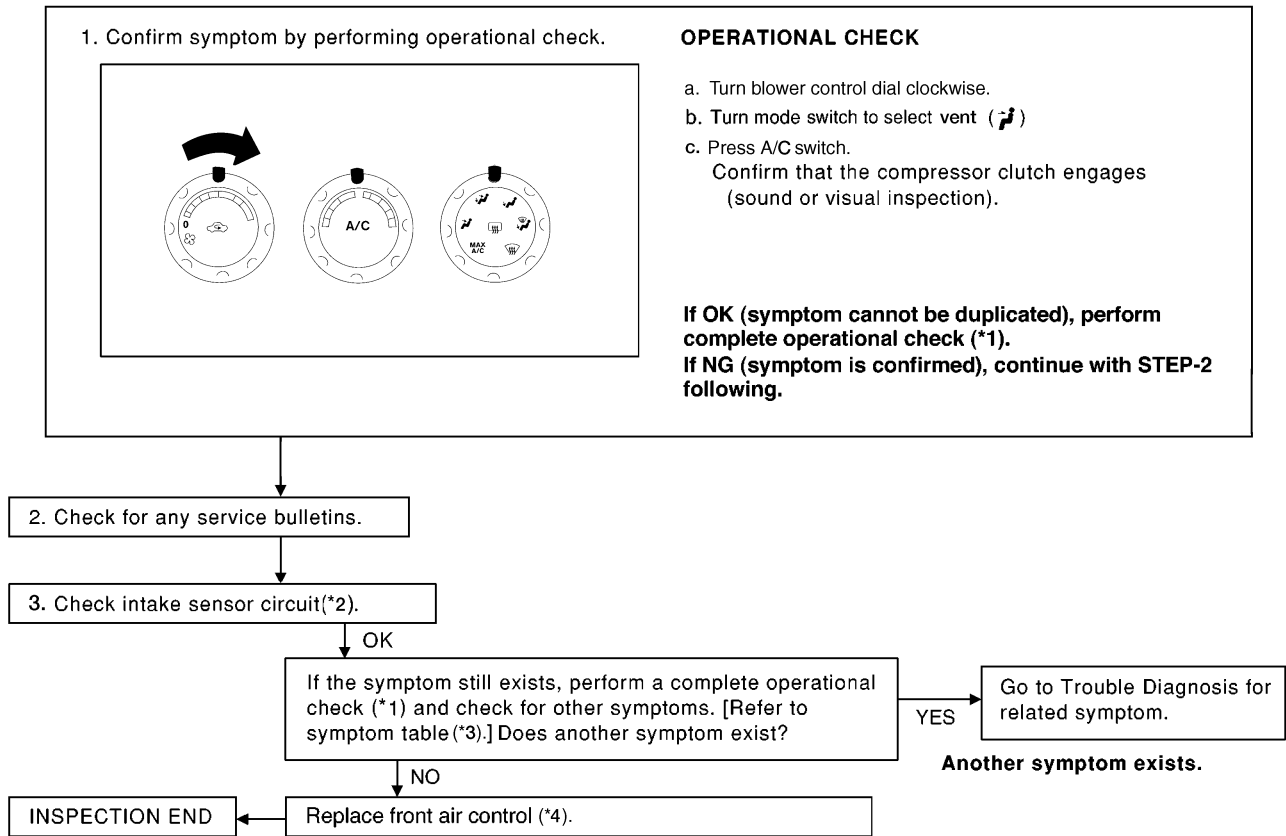 1. Confirm symptom by performing operational check.
0
A/C
MAX
A/C
OPERATIONAL CHECK
a. Turn blower control dial clockwise.
b. Turn mode switch to select vent ( )
c. Press A/C switch.
Confirm that the compressor clutch engages
(sound or visual inspection).
If OK (symptom cannot be duplicated), perform
complete operational check (*1).
If NG (symptom is confirmed), continue with STEP-2
following.
2. Check for any service bulletins.
3. Check intake sensor circuit(*2).
OK
If the symptom still exists, perform a complete operational
check (*1) and check for other symptoms. [Refer to
symptom table (*3).] Does another symptom exist?
YES
Go to Trouble Diagnosis for
related symptom.
Another symptom exists.
NO
INSPECTION END
Replace front air control (*4).